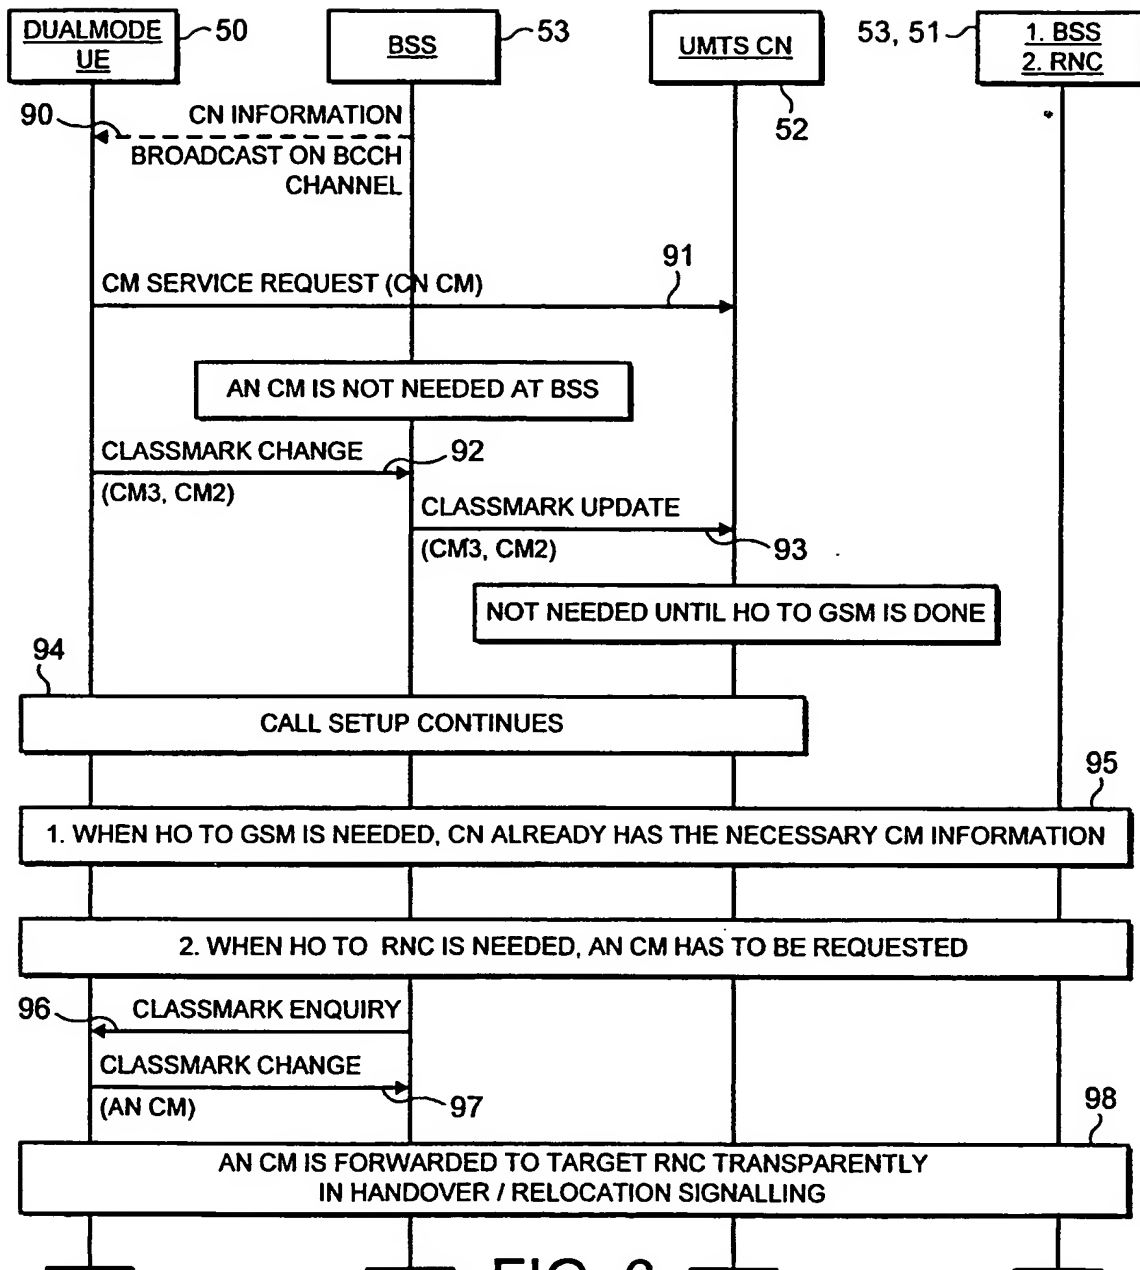 DUALMODE
UE
50
BSS
53
UMTS CN
52
53, 51
1. BSS
2. RNC
90
CN INFORMATION
BROADCAST ON BCCH
CHANNEL
CM SERVICE REQUEST (CN CM)
91
AN CM IS NOT NEEDED AT BSS
CLASSMARK CHANGE
92
(CM3, CM2)
CLASSMARK UPDATE
(CM3, CM2)
93
NOT NEEDED UNTIL HO TO GSM IS DONE
94
CALL SETUP CONTINUES
95
1. WHEN HO TO GSM IS NEEDED, CN ALREADY HAS THE NECESSARY CM INFORMATION
2. WHEN HO TO RNC IS NEEDED, AN CM HAS TO BE REQUESTED
96
CLASSMARK ENQUIRY
CLASSMARK CHANGE
(AN CM)
97
98
AN CM IS FORWARDED TO TARGET RNC TRANSPARENTLY
IN HANDOVER / RELOCATION SIGNALLING
FIG.